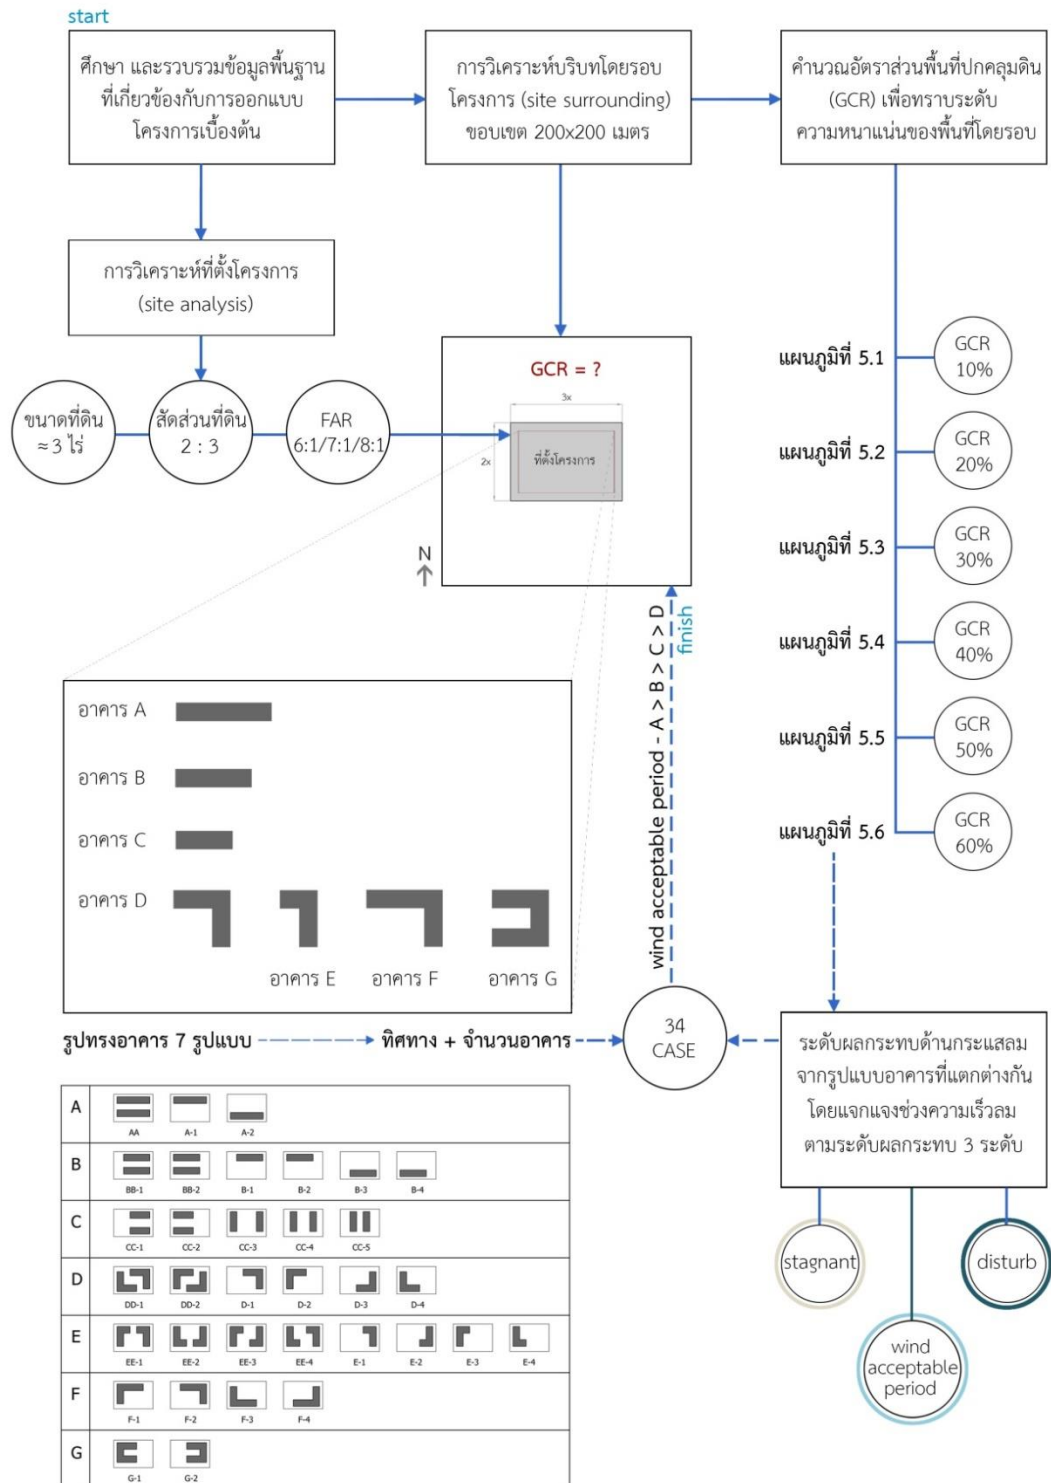 start
ศึกษา และรวบรวมข้อมูลพื้นฐาน
ที่เกี่ยวข้องกับการออกแบบ
โครงการเบื้องต้น
การวิเคราะห์บริบทโดยรอบ
โครงการ (site surrounding)
ขอบเขต 200x200 เมตร
คำนวณอัตราส่วนพื้นที่ปกคลุมดิน
(GCR) เพื่อทราบระดับ
ความหนาแน่นของพื้นที่โดยรอบ
การวิเคราะห์ที่ตั้งโครงการ
(site analysis)
ขนาดที่ดิน
≈ 3 ไร่
สัดส่วนที่ดิน
2 : 3
FAR
6:1/7:1/8:1
GCR = ?
3x
2x
ที่ตั้งโครงการ
N
แผนภูมิที่ 5.1
GCR
10%
แผนภูมิที่ 5.2
GCR
20%
แผนภูมิที่ 5.3
GCR
30%
แผนภูมิที่ 5.4
GCR
40%
แผนภูมิที่ 5.5
GCR
50%
แผนภูมิที่ 5.6
GCR
60%
wind acceptable period - A > B > C > D
finish
อาคาร A
อาคาร B
อาคาร C
อาคาร D
อาคาร E อาคาร F อาคาร G
รูปทรงอาคาร 7 รูปแบบ
ทิศทาง + จำนวนอาคาร
34
CASE
ระดับผลกระทบด้านกระแสลม
จากรูปแบบอาคารที่แตกต่างกัน
โดยแจกแจงช่วงความเร็วลม
ตามระดับผลกระทบ 3 ระดับ
stagnant
wind
acceptable
period
disturb
A
AA A-1 A-2
B
BB-1 BB-2 B-1 B-2 B-3 B-4
C
CC-1 CC-2 CC-3 CC-4 CC-5
D
DD-1 DD-2 D-1 D-2 D-3 D-4
E
EE-1 EE-2 EE-3 EE-4 E-1 E-2 E-3 E-4
F
F-1 F-2 F-3 F-4
G
G-1 G-2